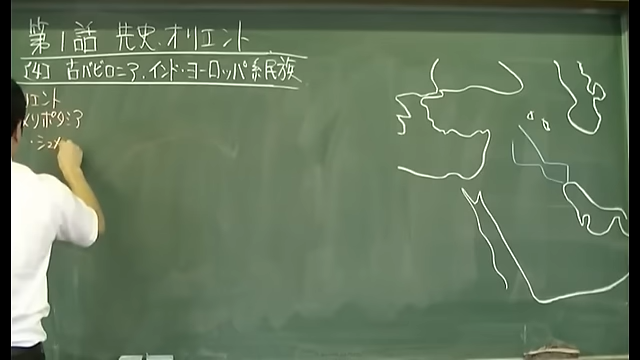 第1話 先史・オリエント
[4] 古バビロニア、インド・ヨーロッパ系民族
リエント
メソポタミア
・シュメ